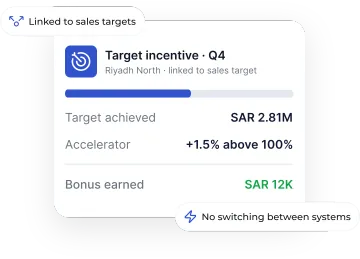 Linked to sales targets
Target incentive · Q4
Riyadh North · linked to sales target
Target achieved SAR 2.81M
Accelerator +1.5% above 100%
Bonus earned SAR 12K
No switching between systems